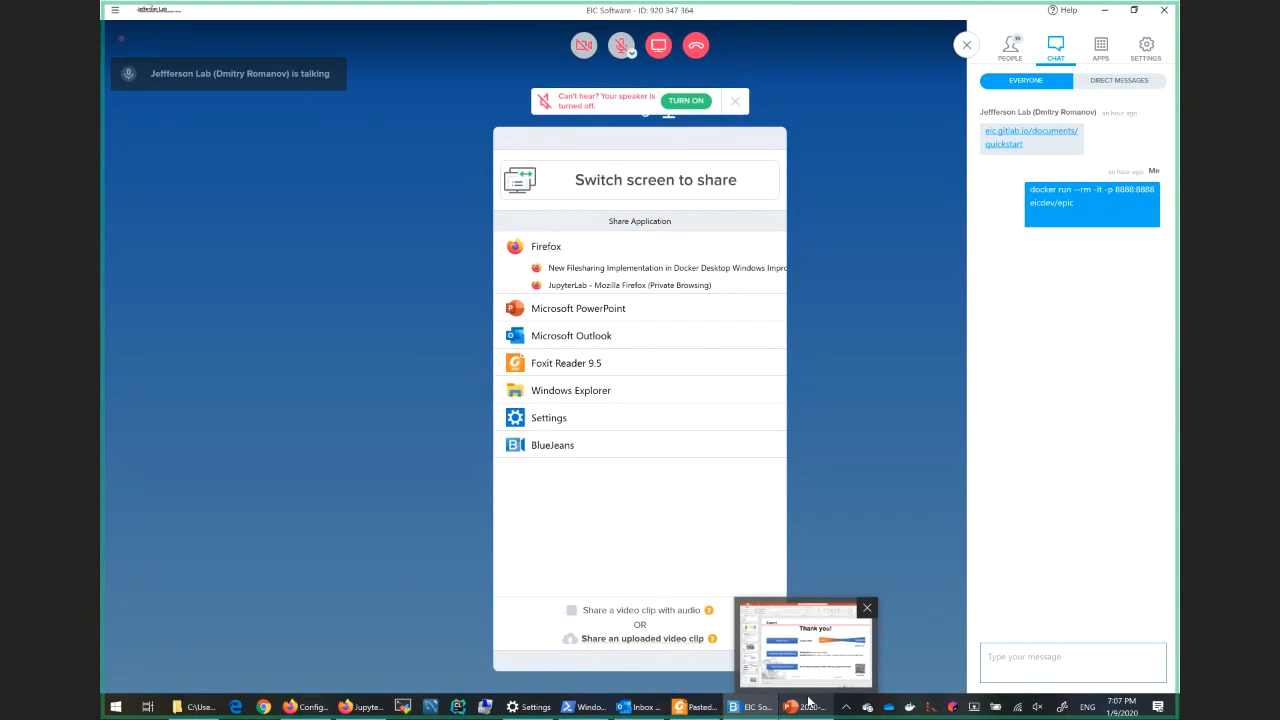 Jefferson Lab
EIC Software - ID: 920 347 364
Help
Jeffferson Lab (Dmitry Romanov) is talking
Can't hear? Your speaker is
turned off.
TURN ON
Switch screen to share
Share Application
Firefox
New Filesharing Implementation in Docker Desktop Windows Impro
JupyterLab - Mozilla Firefox (Private Browsing)
Microsoft PowerPoint
Microsoft Outlook
Foxit Reader 9.5
Windows Explorer
Settings
BlueJeans
Share a video clip with audio
OR
Share an uploaded video clip
Support
Thank you!
PEOPLE
CHAT
APPS
SETTINGS
EVERYONE
DIRECT MESSAGES
Jeffferson Lab (Dmitry Romanov) an hour ago
eic.gitlab.io/documents/
quickstart
an hour ago Me
docker run --rm -it -p 8888:8888
eicdev/epic
Type your message
C:\Use...
Config...
Jupyte...
Settings
Windo...
Inbox ...
Pasted...
EIC So...
2020-...
ENG
7:07 PM
1/9/2020